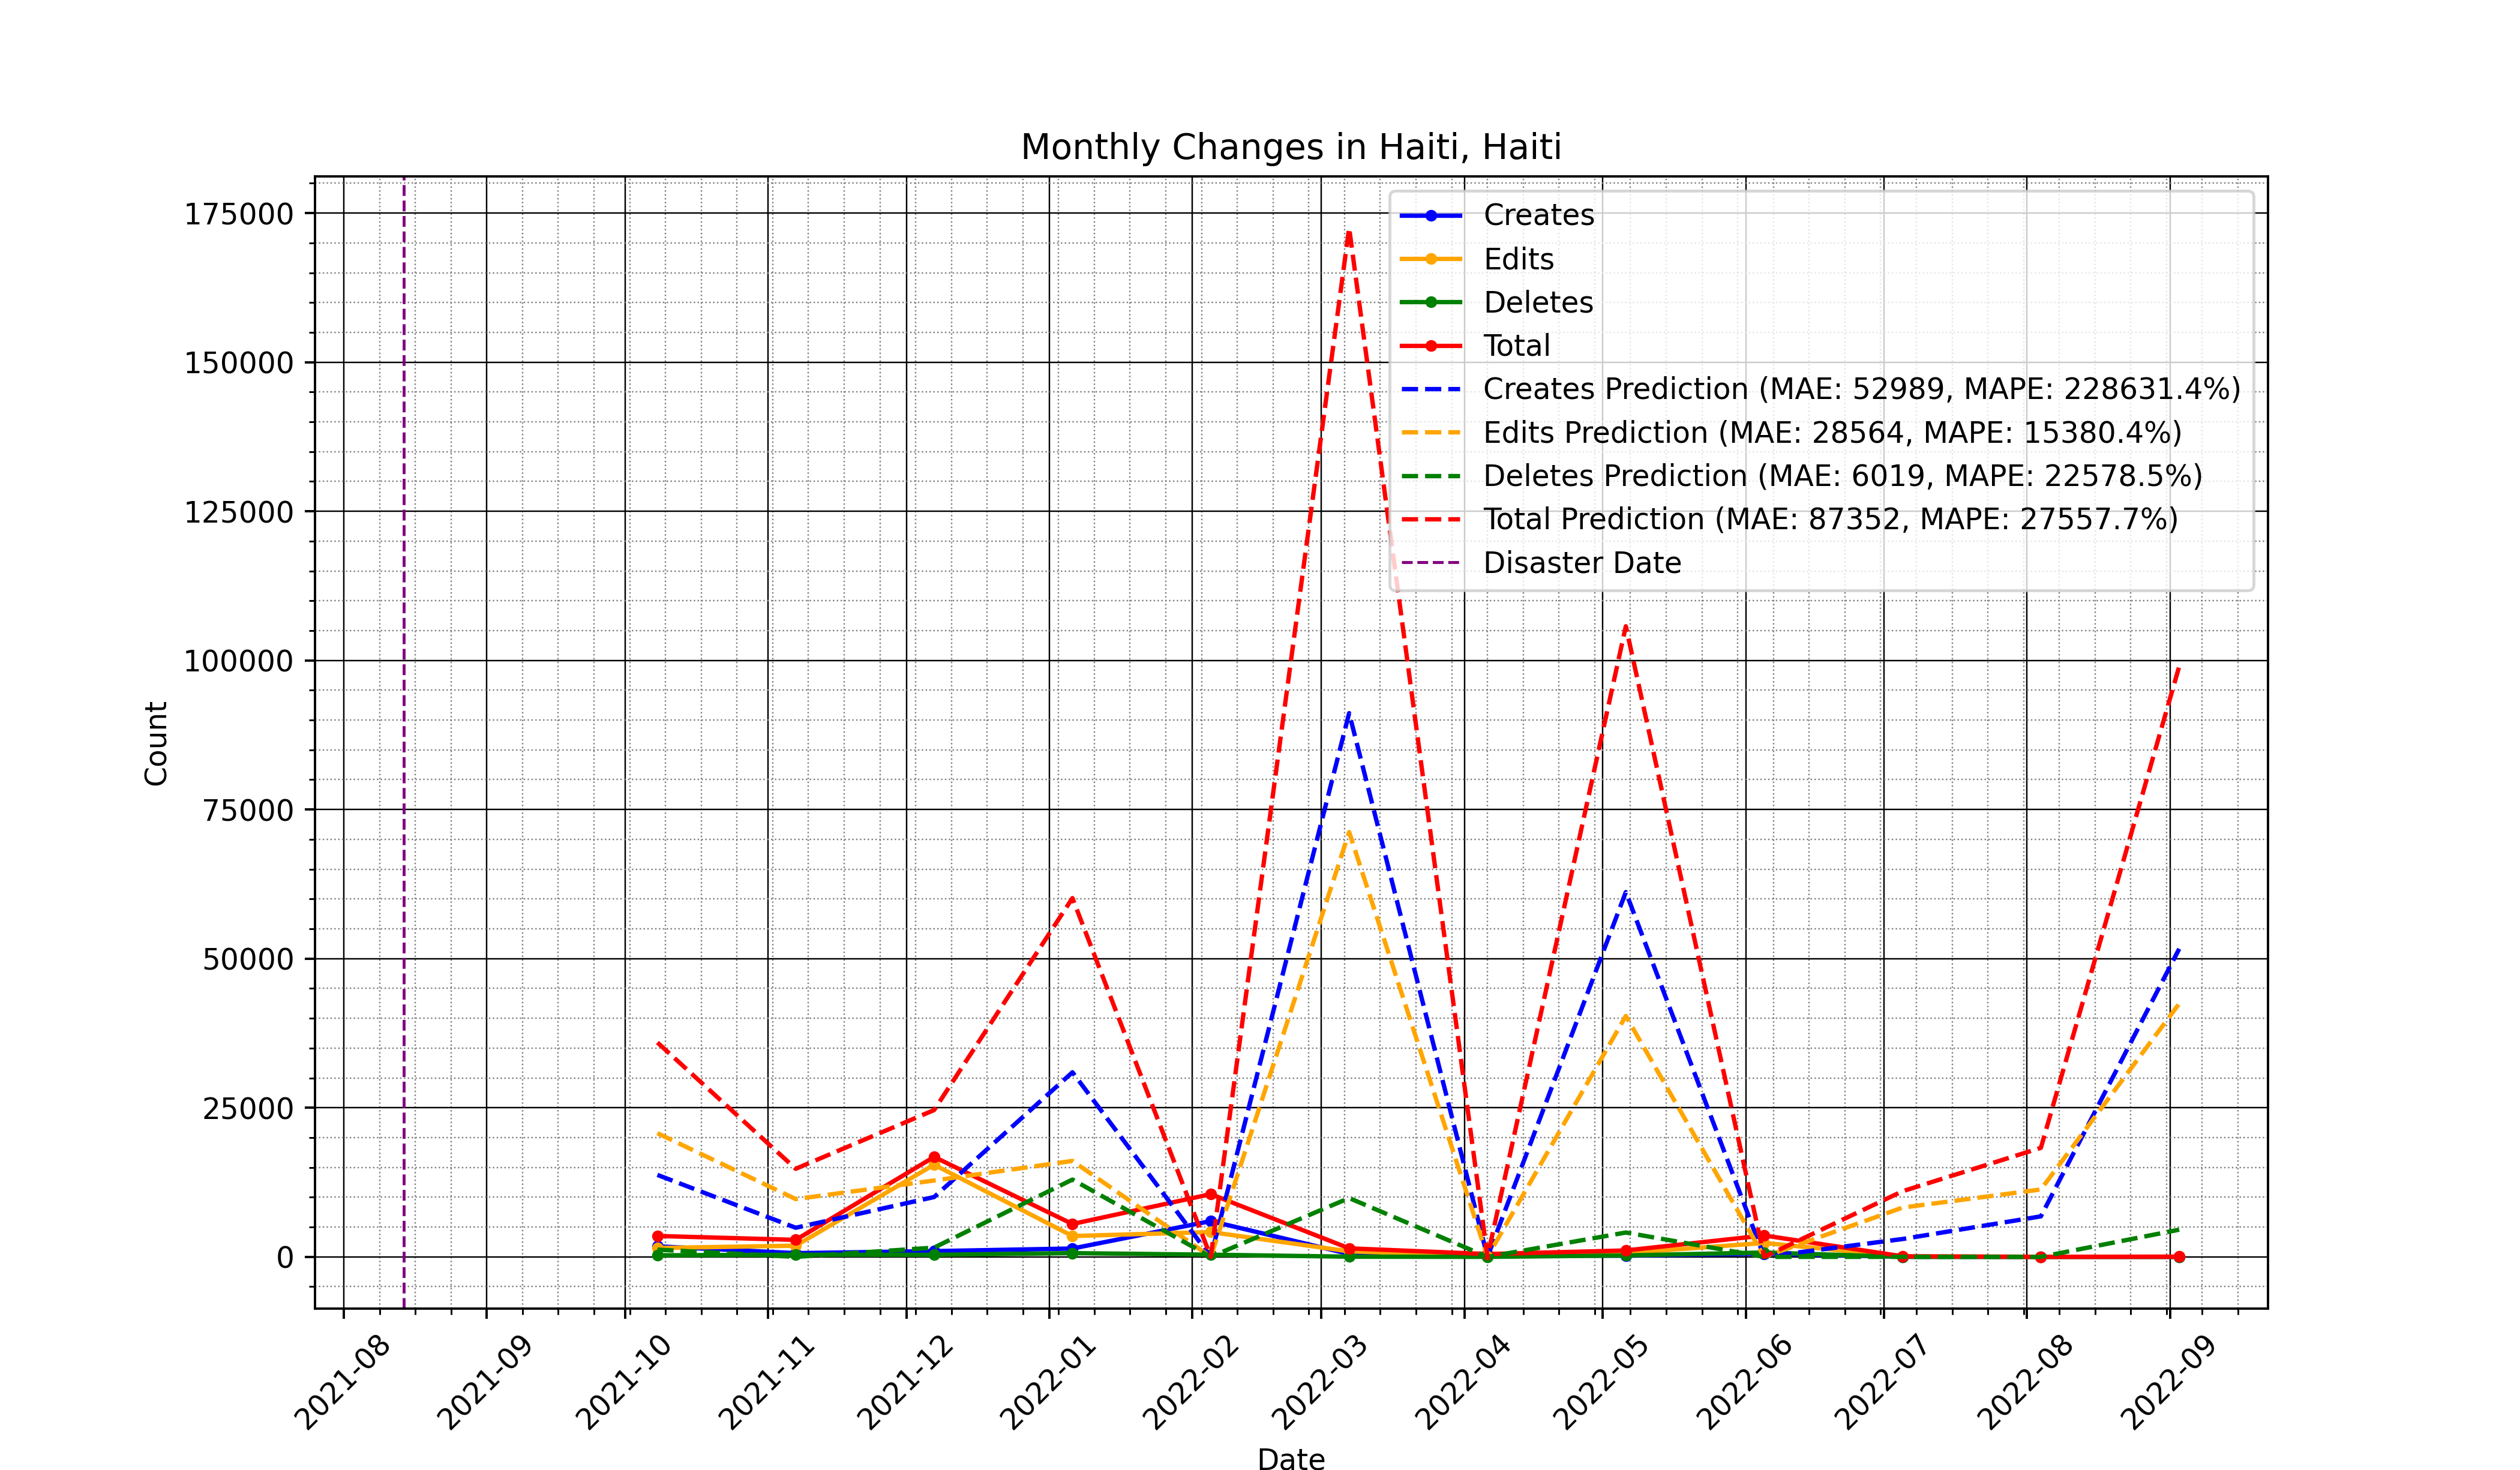 Monthly Changes in Haiti, Haiti
175000
150000
125000
100000
75000
50000
25000
0
Count
Creates
Edits
Deletes
Total
Creates Prediction (MAE: 52989, MAPE: 228631.4%)
Edits Prediction (MAE: 28564, MAPE: 15380.4%)
Deletes Prediction (MAE: 6019, MAPE: 22578.5%)
Total Prediction (MAE: 87352, MAPE: 27557.7%)
Disaster Date
2021-08
2021-09
2021-10
2021-11
2021-12
2022-01
2022-02
2022-03
2022-04
2022-05
2022-06
2022-07
2022-08
2022-09
Date